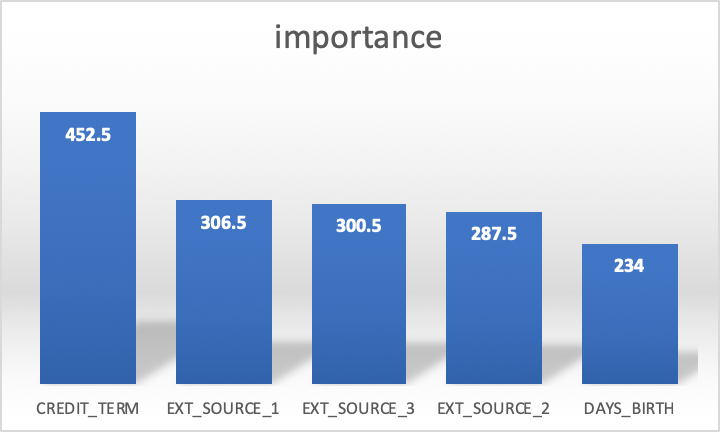 importance
452.5
306.5
300.5
287.5
234
CREDIT_TERM
EXT_SOURCE_1
EXT_SOURCE_3
EXT_SOURCE_2
DAYS_BIRTH